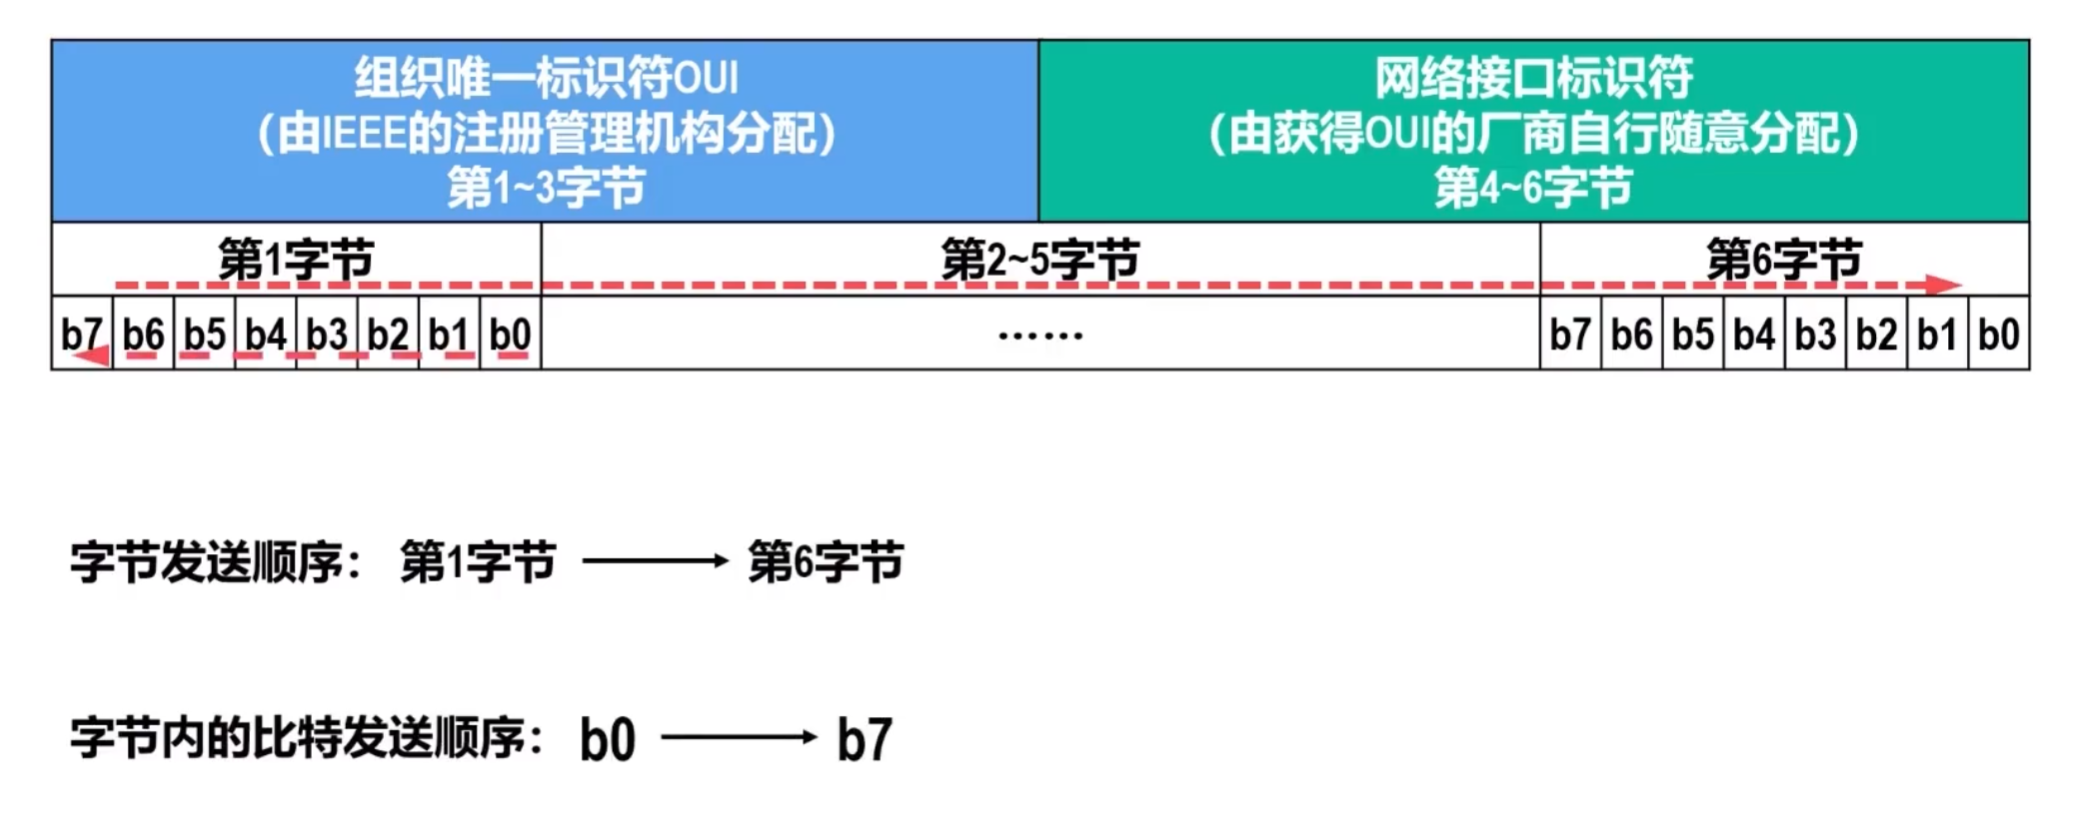 组织唯一标识符OUI
（由IEEE的注册管理机构分配）
第1~3字节
网络接口标识符
（由获得OUI的厂商自行随意分配）
第4~6字节
第1字节
第2~5字节
第6字节
b7 b6 b5 b4 b3 b2 b1 b0
……
b7 b6 b5 b4 b3 b2 b1 b0
字节发送顺序： 第1字节 第6字节
字节内的比特发送顺序： b0 b7